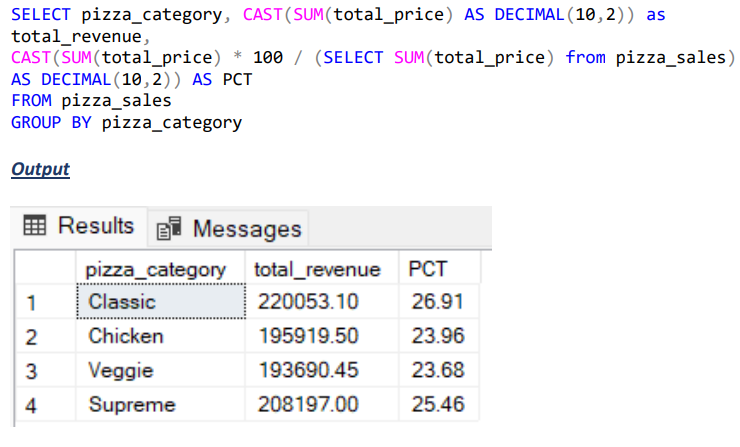 SELECT pizza_category, CAST(SUM(total_price) AS DECIMAL(10,2)) as
total_revenue,
CAST(SUM(total_price) * 100 / (SELECT SUM(total_price) from pizza_sales)
AS DECIMAL(10,2)) AS PCT
FROM pizza_sales
GROUP BY pizza_category
Output
Results Messages
pizza_category total_revenue PCT
1 Classic 220053.10 26.91
2 Chicken 195919.50 23.96
3 Veggie 193690.45 23.68
4 Supreme 208197.00 25.46